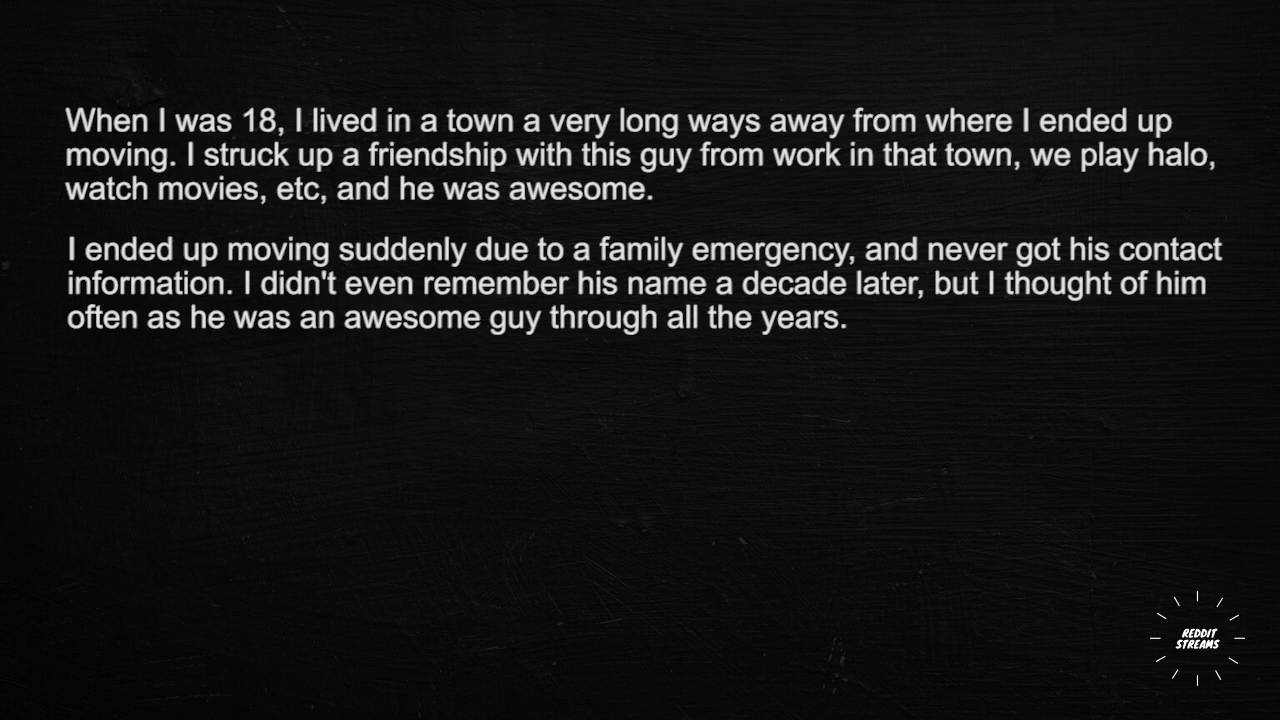 When I was 18, I lived in a town a very long ways away from where I ended up
moving. I struck up a friendship with this guy from work in that town, we play halo,
watch movies, etc, and he was awesome.
I ended up moving suddenly due to a family emergency, and never got his contact
information. I didn't even remember his name a decade later, but I thought of him
often as he was an awesome guy through all the years.
REDDIT
STREAMS